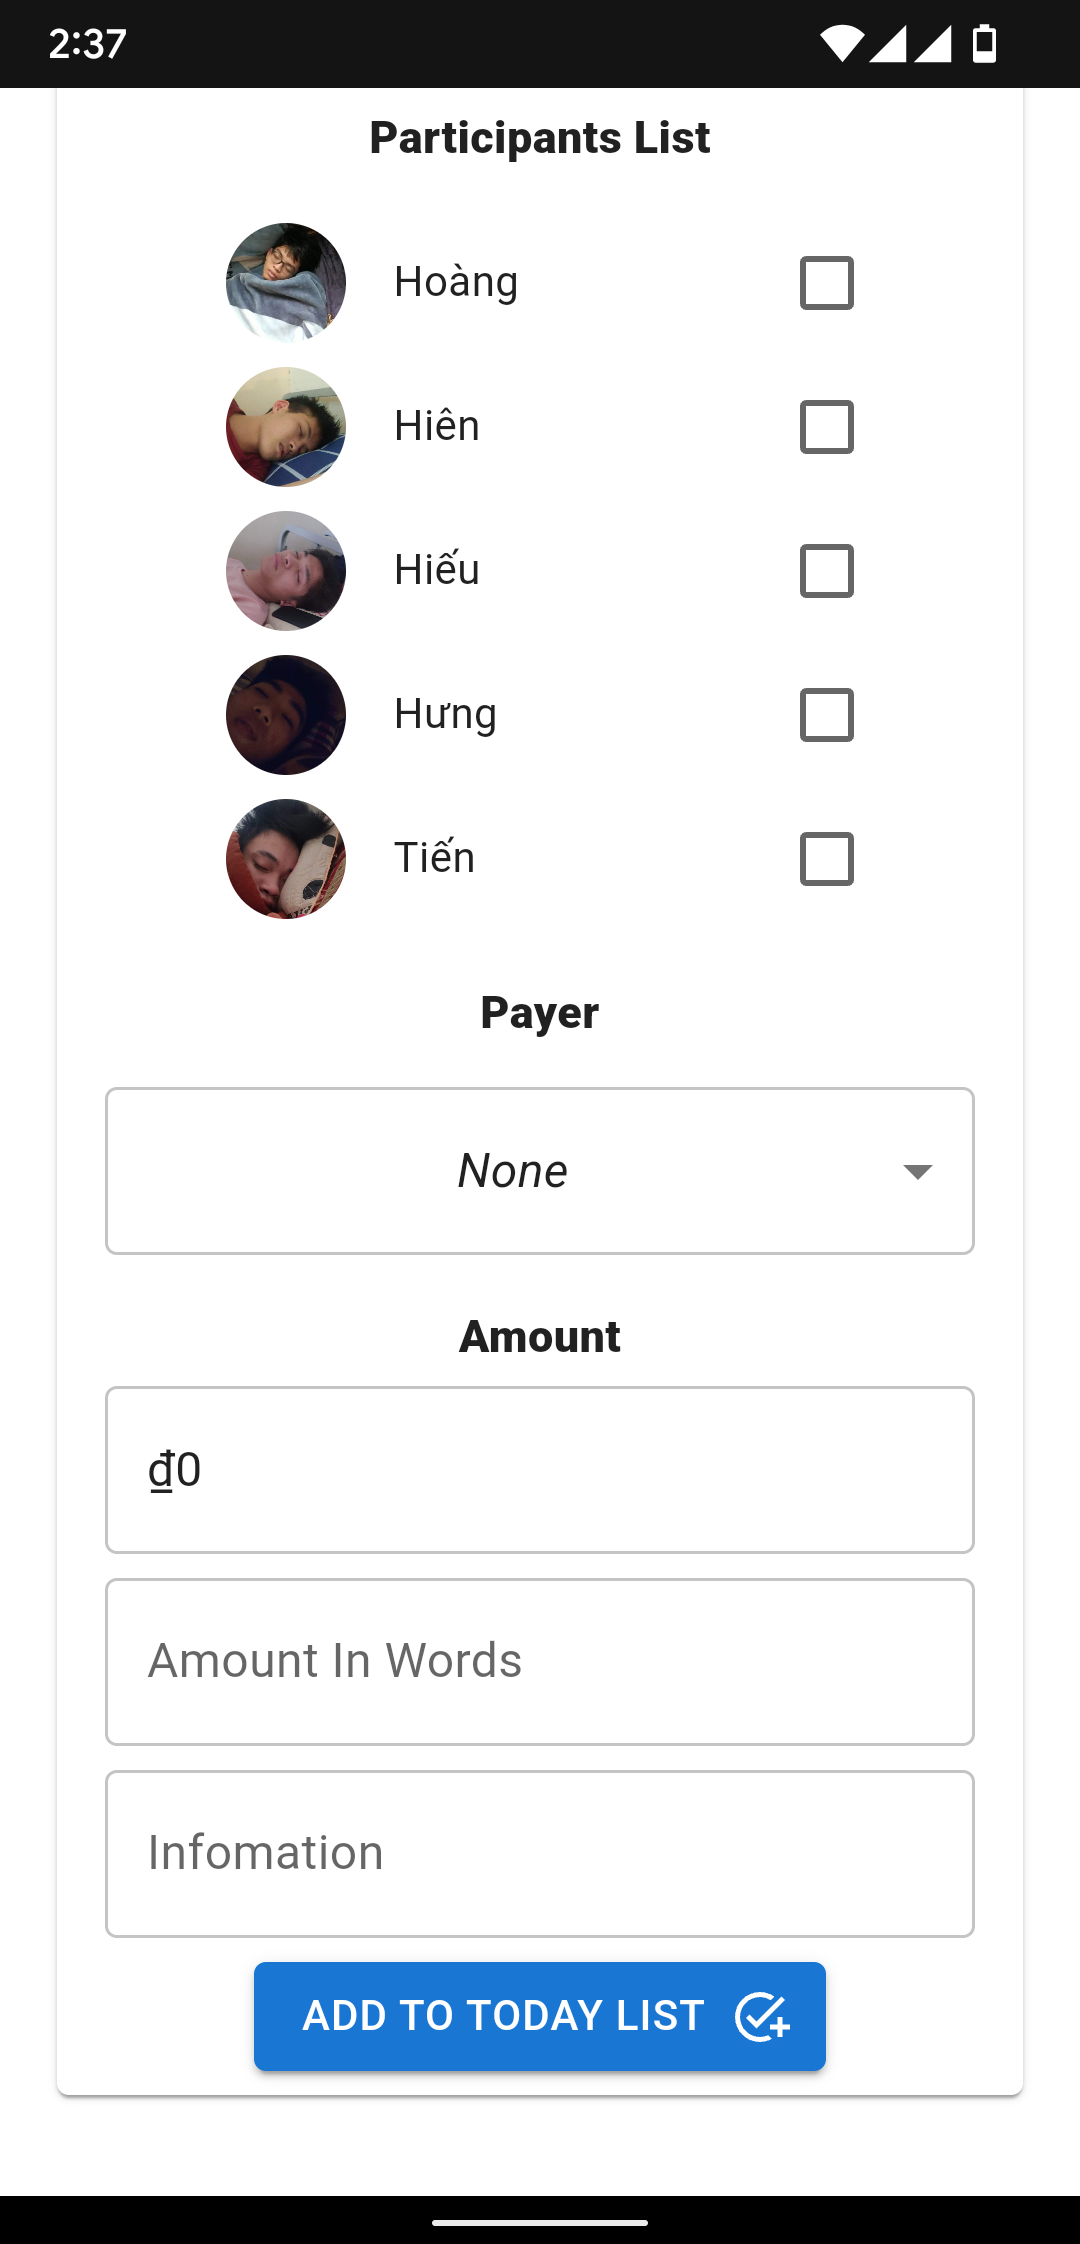 2:37
Participants List
Hoàng
Hiên
Hiếu
Hưng
Tiến
Payer
None
Amount
₫0
Amount In Words
Infomation
ADD TO TODAY LIST